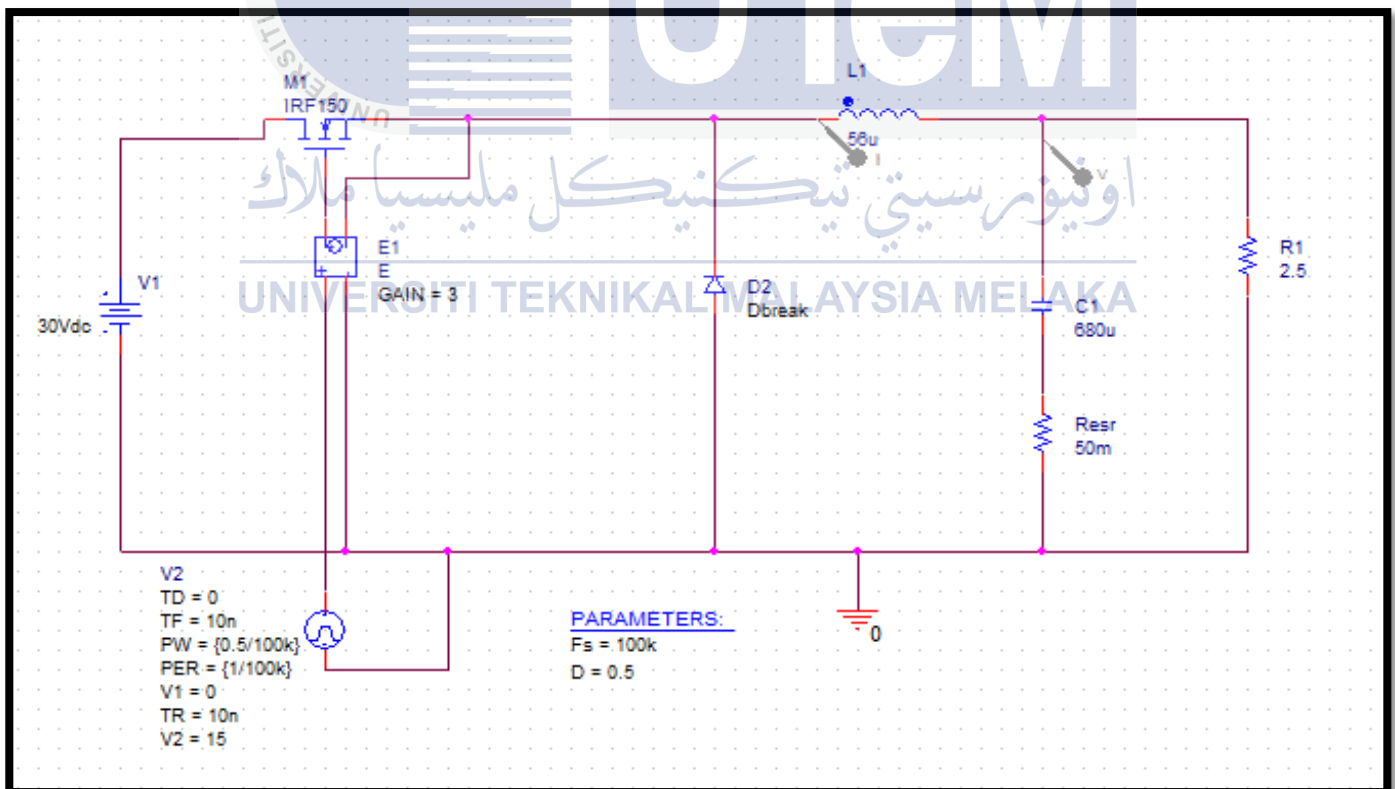 UTeM
UNIVERSITI
M1
IRF150
L1
56u
I
V
اونيۏرسيتي تيكنيكل مليسيا ملاك
UNIVERSITI TEKNIKAL MALAYSIA MELAKA
V1
30Vdc
E1
E
GAIN = 3
+
-
D2
Dbreak
C1
680u
R1
2.5
Resr
50m
V2
TD = 0
TF = 10n
PW = {0.5/100k}
PER = {1/100k}
V1 = 0
TR = 10n
V2 = 15
PARAMETERS:
Fs = 100k
D = 0.5
0